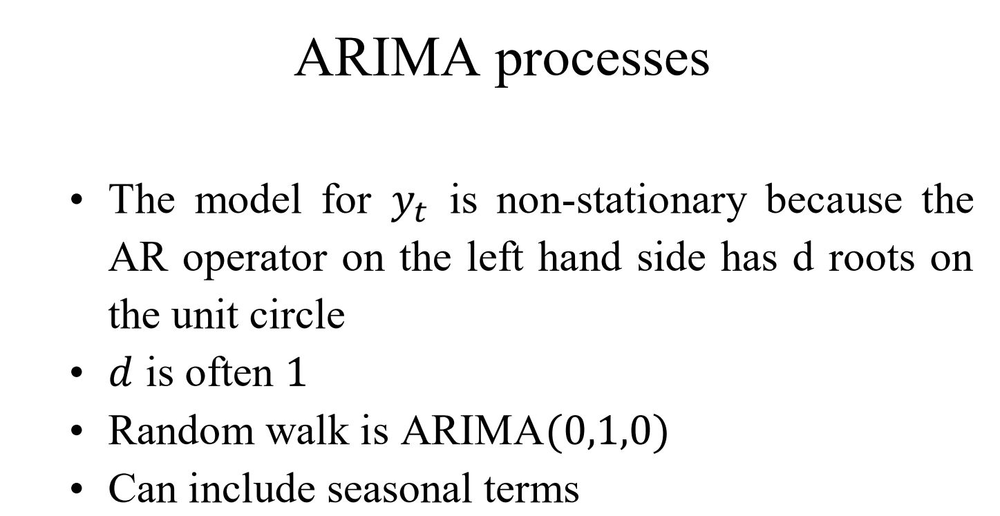 ARIMA processes
• The model for 𝑦ₜ is non-stationary because the
AR operator on the left hand side has d roots on
the unit circle
• 𝑑 is often 1
• Random walk is ARIMA(0,1,0)
• Can include seasonal terms